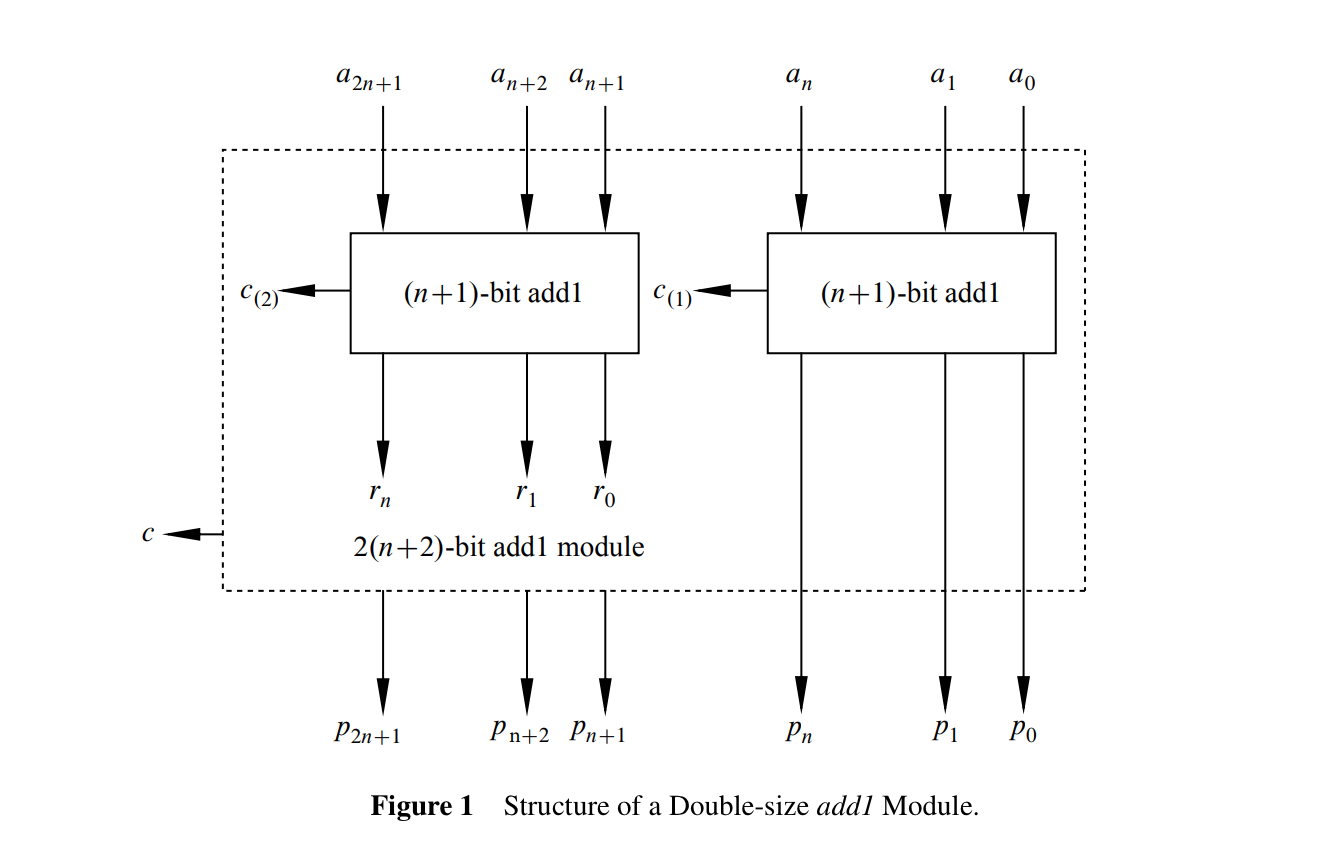 a_{2n+1} a_{n+2} a_{n+1} a_n a_1 a_0
c_{(2)} (n+1)-bit add1 c_{(1)} (n+1)-bit add1
r_n r_1 r_0
c
2(n+2)-bit add1 module
p_{2n+1} p_{n+2} p_{n+1} p_n p_1 p_0
Figure 1 Structure of a Double-size add1 Module.